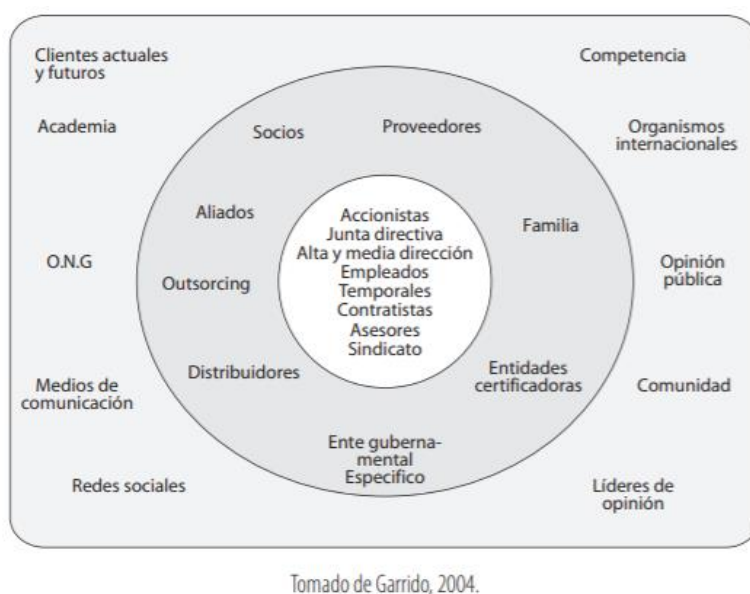 Clientes actuales
y futuros
Competencia
Academia
Socios
Proveedores
Organismos
internacionales
Aliados
Accionistas
Junta directiva
Alta y media dirección
Empleados
Temporales
Contratistas
Asesores
Sindicato
Familia
O.N.G
Outsorcing
Opinión
pública
Distribuidores
Entidades
certificadoras
Medios de
comunicación
Comunidad
Ente guberna-
mental
Especifico
Redes sociales
Líderes de
opinión
Tomado de Garrido, 2004.